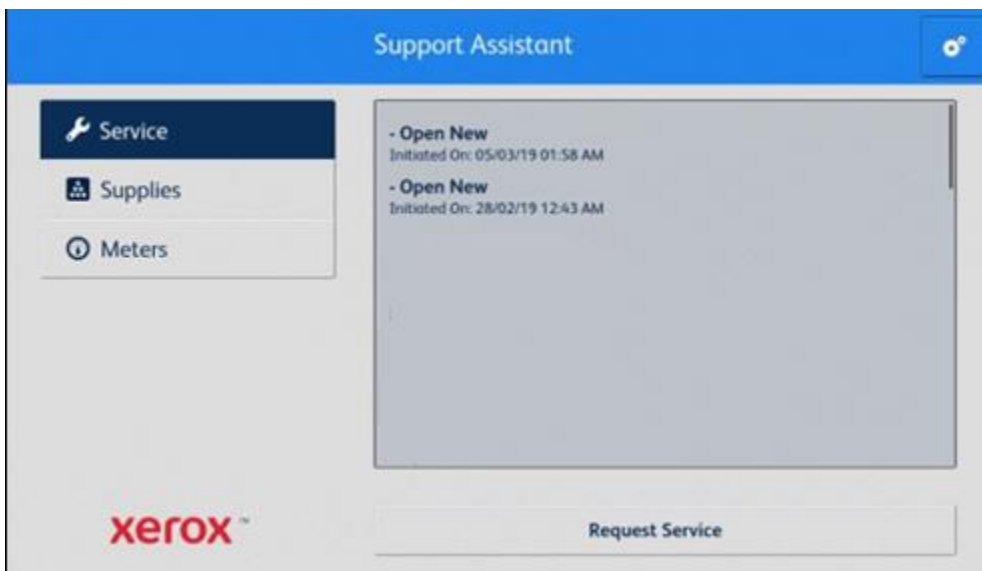 Support Assistant
Service
Supplies
Meters
- Open New
Initiated On: 05/03/19 01:58 AM
- Open New
Initiated On: 28/02/19 12:43 AM
xerox™
Request Service